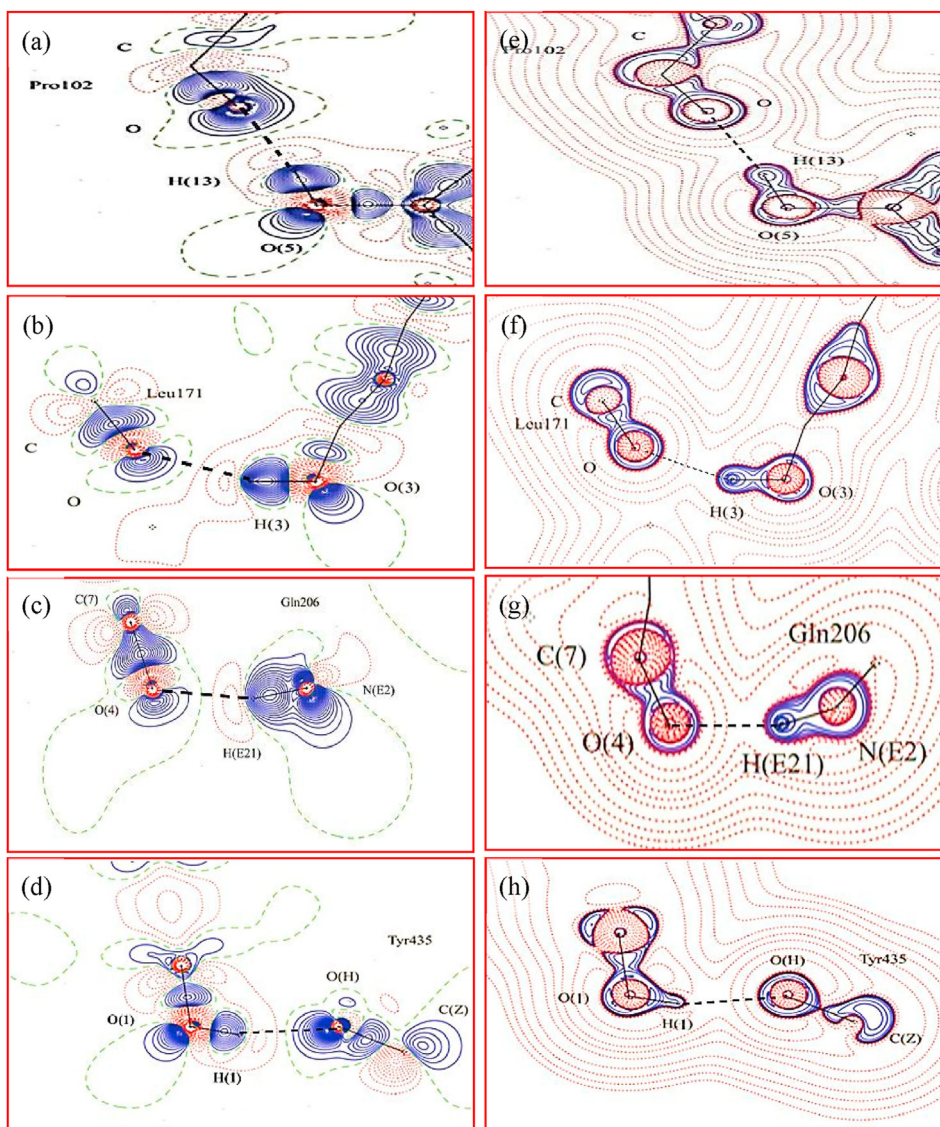 (a)
C
Pro102
O
H(13)
O(5)
(e)
C
Pro102
O
H(13)
O(5)
(b)
Leu171
C
O
H(3)
O(3)
(f)
C
Leu171
O
H(3)
O(3)
(c)
C(7)
Gln206
O(4)
N(E2)
H(E21)
(g)
C(7)
Gln206
O(4)
H(E21)
N(E2)
(d)
Tyr435
O(H)
O(1)
C(Z)
H(1)
(h)
O(H)
Tyr435
O(1)
H(1)
C(Z)